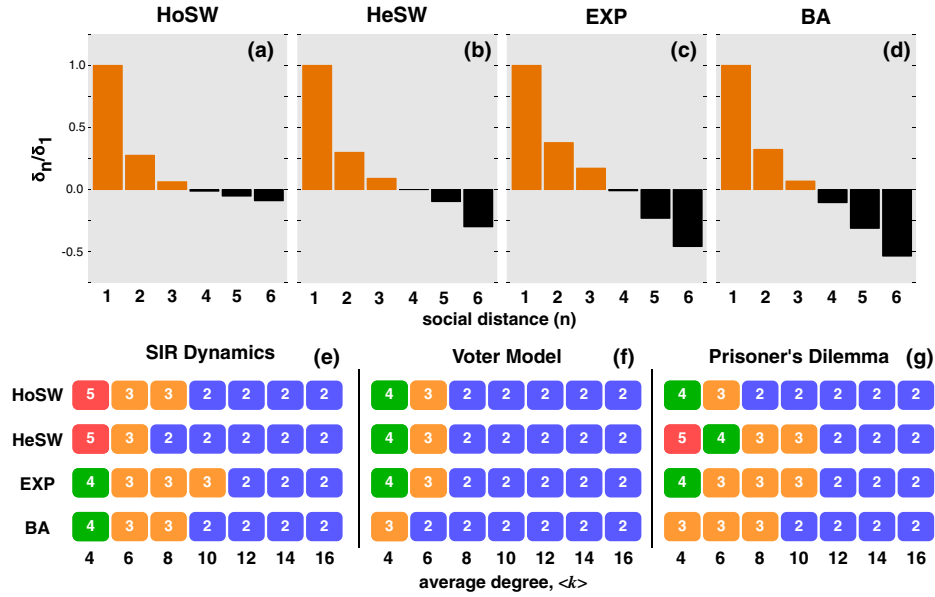 HoSW HeSW EXP BA
(a) (b) (c) (d)
1.0
0.5
0.0
-0.5
δn/δ1
1 2 3 4 5 6 1 2 3 4 5 6 1 2 3 4 5 6 1 2 3 4 5 6
social distance (n)
SIR Dynamics (e) Voter Model (f) Prisoner's Dilemma (g)
HoSW 5 3 3 2 2 2 2 4 3 2 2 2 2 2 4 3 2 2 2 2 2
HeSW 5 3 2 2 2 2 2 4 3 2 2 2 2 2 5 4 3 3 2 2 2
EXP 4 3 3 3 2 2 2 4 3 2 2 2 2 2 4 3 3 3 2 2 2
BA 4 3 3 2 2 2 2 3 2 2 2 2 2 2 3 3 3 2 2 2 2
4 6 8 10 12 14 16 4 6 8 10 12 14 16 4 6 8 10 12 14 16
average degree, <k>